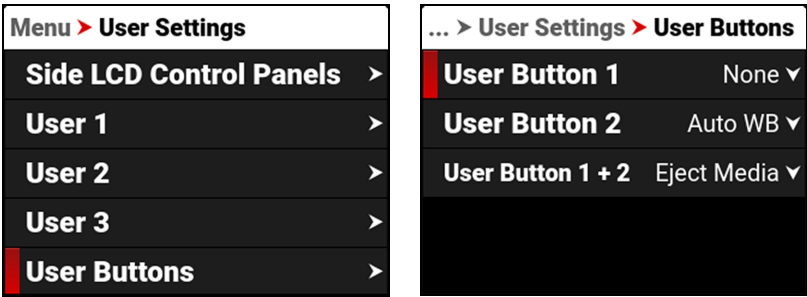 Menu ➤ User Settings
Side LCD Control Panels
User 1
User 2
User 3
User Buttons
... ➤ User Settings ➤ User Buttons
User Button 1 None
User Button 2 Auto WB
User Button 1 + 2 Eject Media